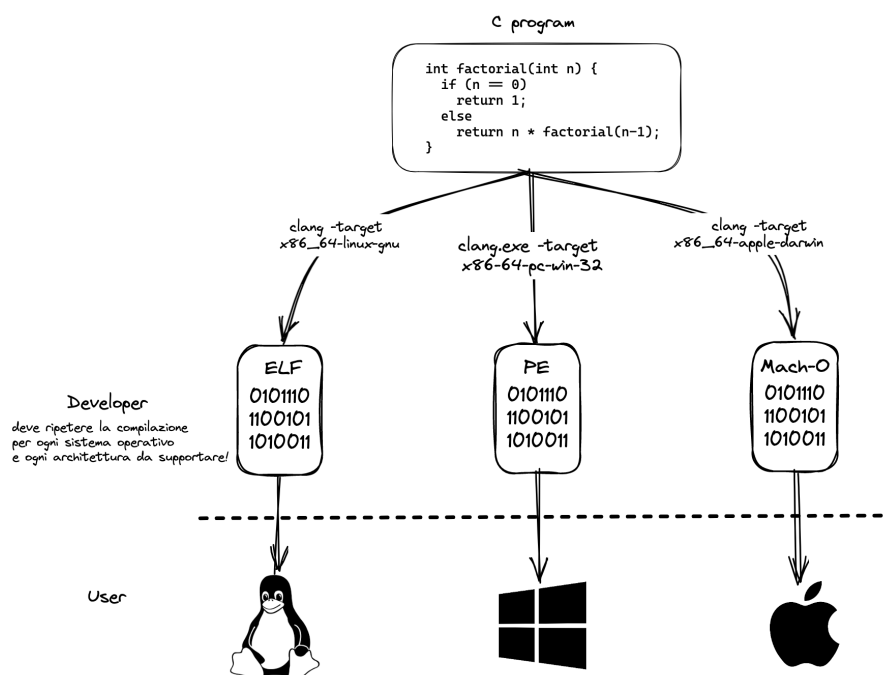 C program
int factorial(int n) {
if (n == 0)
return 1;
else
return n * factorial(n-1);
}
clang -target
x86_64-linux-gnu
clang.exe -target
x86-64-pc-win-32
clang -target
x86_64-apple-darwin
ELF
0101110
1100101
1010011
PE
0101110
1100101
1010011
Mach-O
0101110
1100101
1010011
Developer
deve ripetere la compilazione
per ogni sistema operativo
e ogni architettura da supportare!
User